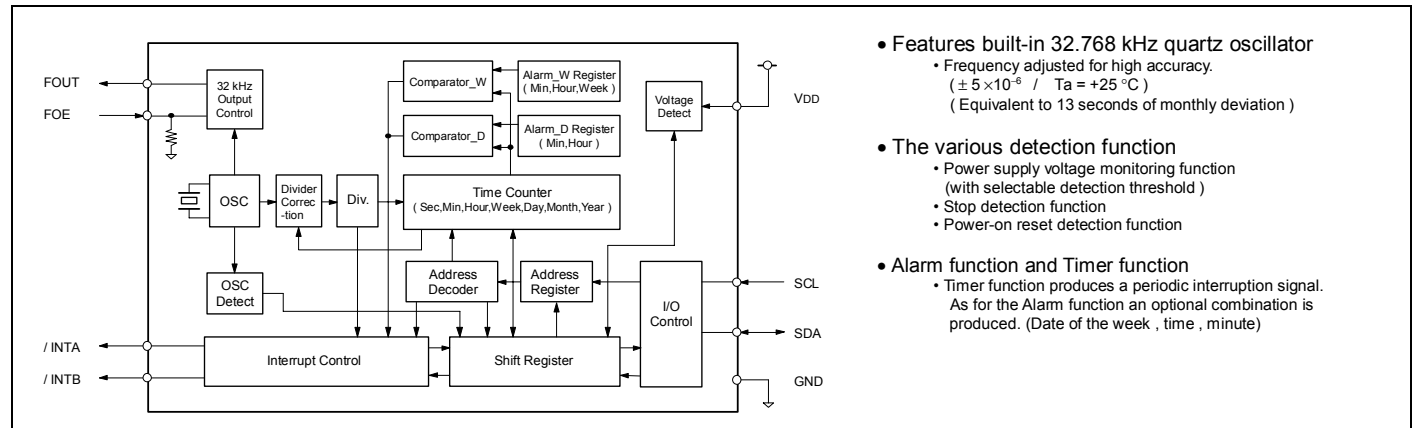 FOUT
FOE
32 kHz
Output
Control
Comparator_W
Alarm_W Register
( Min,Hour,Week)
Comparator_D
Alarm_D Register
( Min,Hour)
Voltage
Detect
VDD
OSC
Divider
Correc
-tion
Div.
Time Counter
( Sec,Min,Hour,Week,Day,Month,Year)
OSC
Detect
Address
Decoder
Address
Register
I/O
Control
SCL
SDA
/ INTA
/ INTB
Interrupt Control
Shift Register
GND
• Features built-in 32.768 kHz quartz oscillator
• Frequency adjusted for high accuracy.
( ± 5 ×10⁻⁶ / Ta = +25 °C )
( Equivalent to 13 seconds of monthly deviation )
• The various detection function
• Power supply voltage monitoring function
(with selectable detection threshold )
• Stop detection function
• Power-on reset detection function
• Alarm function and Timer function
• Timer function produces a periodic interruption signal.
As for the Alarm function an optional combination is
produced. (Date of the week , time , minute)